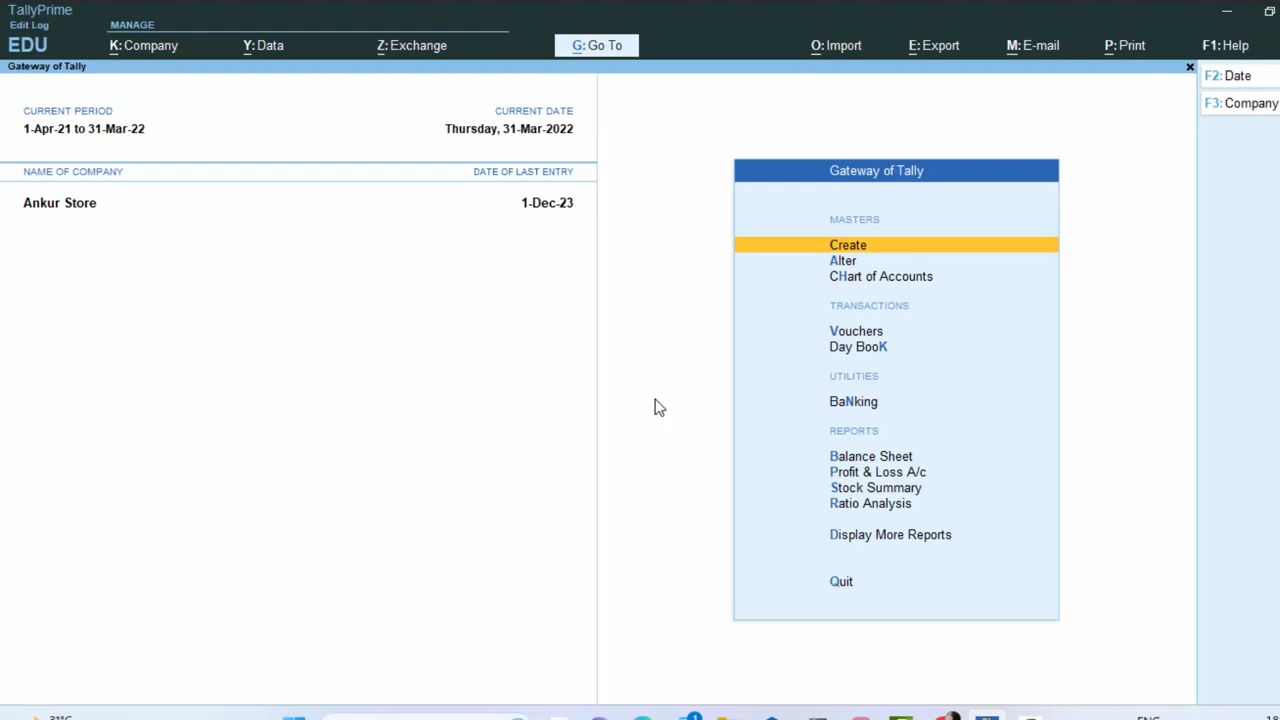 TallyPrime
Edit Log
EDU
MANAGE
K: Company
Y: Data
Z: Exchange
G: Go To
O: Import
E: Export
M: E-mail
P: Print
F1: Help
Gateway of Tally
F2: Date
F3: Company
CURRENT PERIOD
CURRENT DATE
1-Apr-21 to 31-Mar-22
Thursday, 31-Mar-2022
NAME OF COMPANY
DATE OF LAST ENTRY
Ankur Store
1-Dec-23
Gateway of Tally
MASTERS
Create
Alter
CHart of Accounts
TRANSACTIONS
Vouchers
Day BooK
UTILITIES
BaNking
REPORTS
Balance Sheet
Profit & Loss A/c
Stock Summary
Ratio Analysis
Display More Reports
Quit